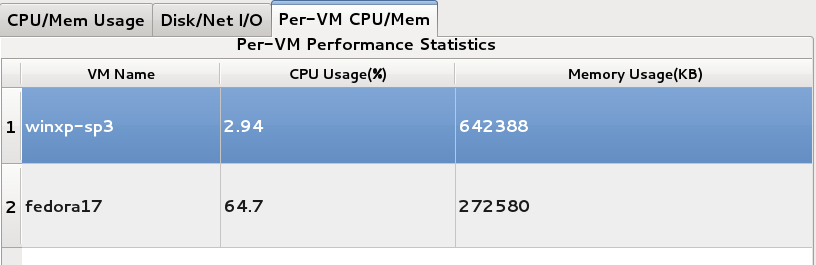 CPU/Mem Usage Disk/Net I/O Per-VM CPU/Mem
Per-VM Performance Statistics
VM Name CPU Usage(%) Memory Usage(KB)
1 winxp-sp3 2.94 642388
2 fedora17 64.7 272580